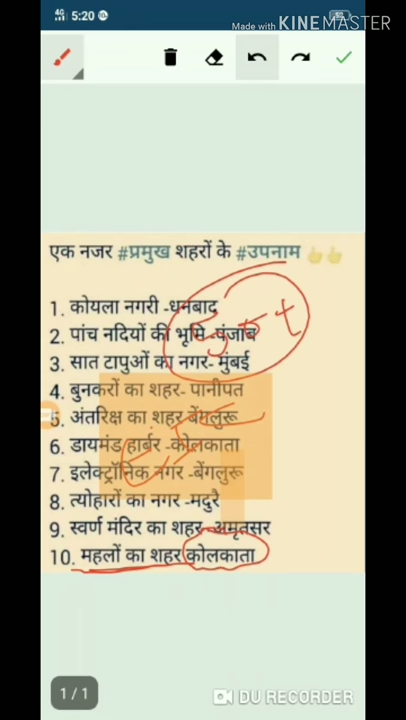 4G 5:20
Made with KINEMASTER
एक नजर #प्रमुख शहरों के #उपनाम
1. कोयला नगरी -धनबाद
2. पांच नदियों की भूमि-पंजाब
3. सात टापुओं का नगर- मुंबई
4. बुनकरों का शहर- पानीपत
5. अंतरिक्ष का शहर बेंगलुरू
6. डायमंड हार्बर -कोलकाता
7. इलेक्ट्रॉनिक नगर -बेंगलुरू
8. त्योहारों का नगर -मदुरै
9. स्वर्ण मंदिर का शहर- अमृतसर
10. महलों का शहर कोलकाता
1 / 1
DU RECORDER